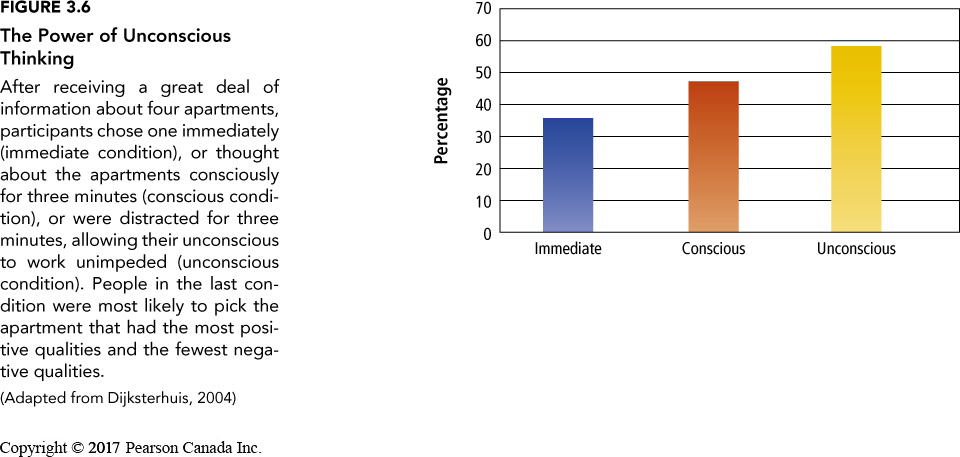 FIGURE 3.6
The Power of Unconscious
Thinking
After receiving a great deal of
information about four apartments,
participants chose one immediately
(immediate condition), or thought
about the apartments consciously
for three minutes (conscious condi-
tion), or were distracted for three
minutes, allowing their unconscious
to work unimpeded (unconscious
condition). People in the last con-
dition were most likely to pick the
apartment that had the most posi-
tive qualities and the fewest nega-
tive qualities.
(Adapted from Dijksterhuis, 2004)
Copyright © 2017 Pearson Canada Inc.
Percentage
70
60
50
40
30
20
10
0
Immediate
Conscious
Unconscious